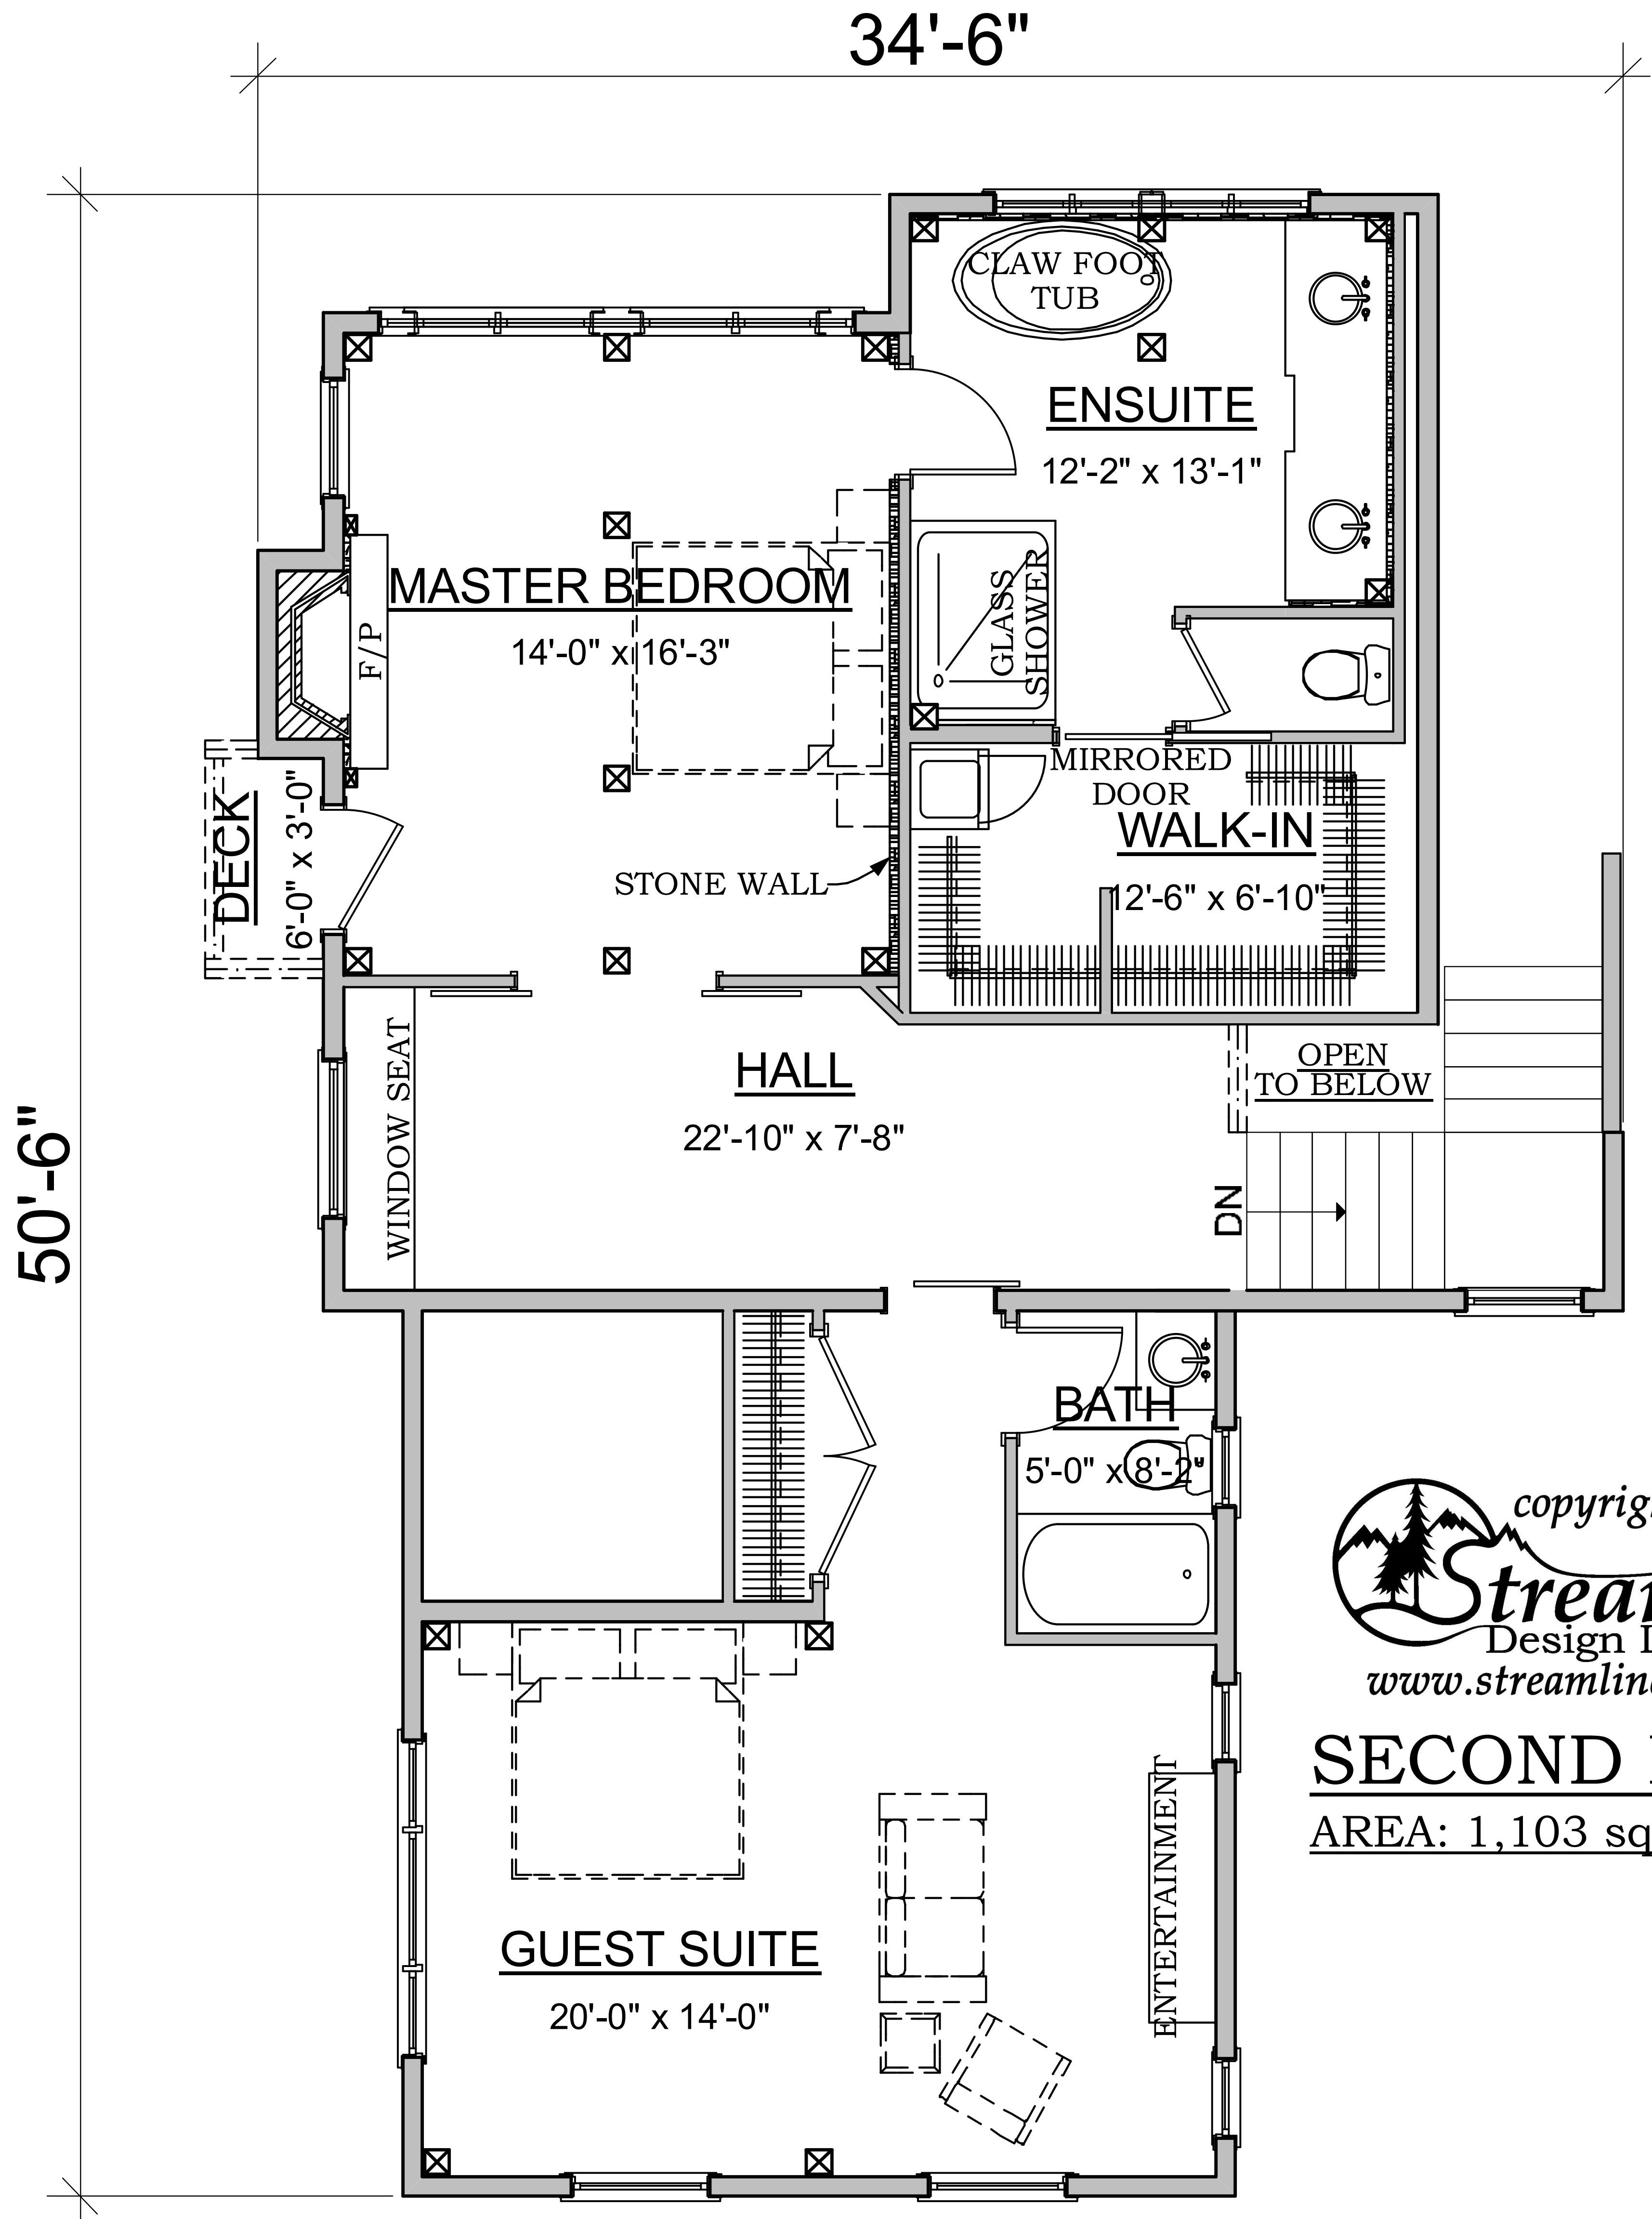 34'-6"
50'-6"
CLAW FOOT
TUB
ENSUITE
12'-2" x 13'-1"
MASTER BEDROOM
14'-0" x 16'-3"
F/P
GLASS
SHOWER
MIRRORED
DOOR
WALK-IN
12'-6" x 6'-10"
DECK
6'-0" x 3'-0"
STONE WALL
WINDOW SEAT
HALL
22'-10" x 7'-8"
OPEN
TO BELOW
DN
BATH
5'-0" x 8'-2"
GUEST SUITE
20'-0" x 14'-0"
ENTERTAINMENT
Design
SECOND
AREA: 1,103 sq